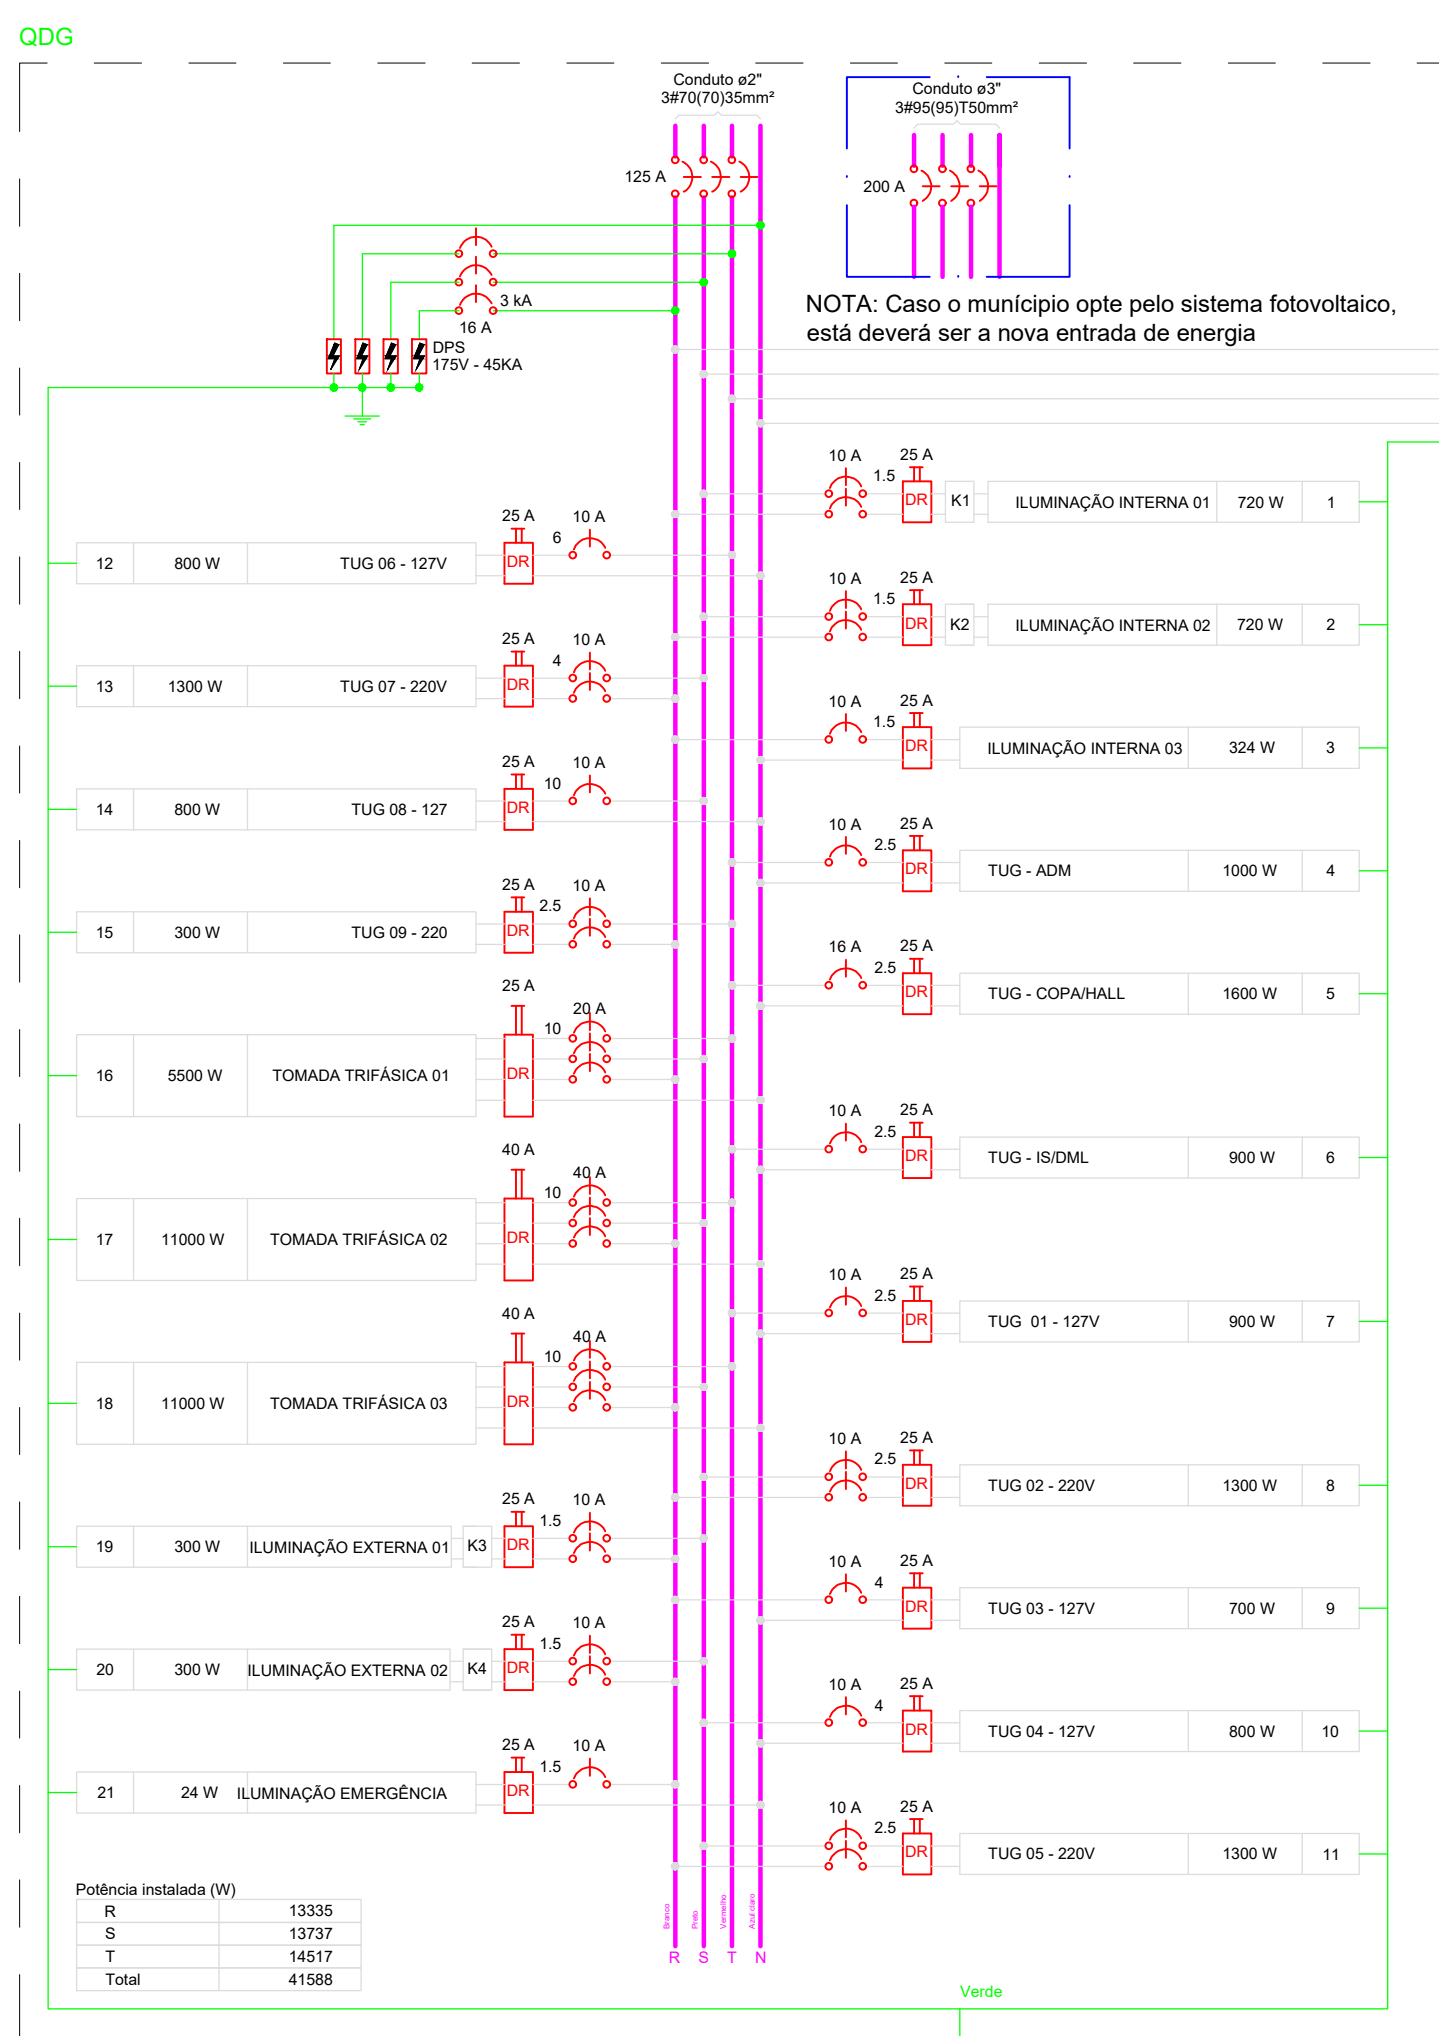 QDG
Conduto ø2"
3#70(70)35mm²
125 A
Conduto ø3"
3#95(95)T50mm²
200 A
NOTA: Caso o munícipio opte pelo sistema fotovoltaico,
está deverá ser a nova entrada de energia
3 kA
16 A
DPS
175V - 45KA
10 A 25 A
1.5 DR K1 ILUMINAÇÃO INTERNA 01 720 W 1
10 A 25 A
1.5 DR K2 ILUMINAÇÃO INTERNA 02 720 W 2
10 A 25 A
1.5 DR ILUMINAÇÃO INTERNA 03 324 W 3
10 A 25 A
2.5 DR TUG - ADM 1000 W 4
16 A 25 A
2.5 DR TUG - COPA/HALL 1600 W 5
10 A 25 A
2.5 DR TUG - IS/DML 900 W 6
10 A 25 A
2.5 DR TUG 01 - 127V 900 W 7
10 A 25 A
2.5 DR TUG 02 - 220V 1300 W 8
10 A 25 A
4 DR TUG 03 - 127V 700 W 9
10 A 25 A
4 DR TUG 04 - 127V 800 W 10
10 A 25 A
2.5 DR TUG 05 - 220V 1300 W 11
25 A 10 A
12 800 W TUG 06 - 127V DR 6
25 A 10 A
13 1300 W TUG 07 - 220V DR 4
25 A 10 A
14 800 W TUG 08 - 127 DR 10
25 A 10 A
15 300 W TUG 09 - 220 DR 2.5
25 A 20 A
16 5500 W TOMADA TRIFÁSICA 01 DR 10
40 A 40 A
17 11000 W TOMADA TRIFÁSICA 02 DR 10
40 A 40 A
18 11000 W TOMADA TRIFÁSICA 03 DR 10
25 A 10 A
19 300 W ILUMINAÇÃO EXTERNA 01 K3 DR 1.5
25 A 10 A
20 300 W ILUMINAÇÃO EXTERNA 02 K4 DR 1.5
25 A 10 A
21 24 W ILUMINAÇÃO EMERGÊNCIA DR 1.5
Potência instalada (W)
R 13335
S 13737
T 14517
Total 41588
Branco
Preto
Vermelho
Azul claro
R S T N
Verde